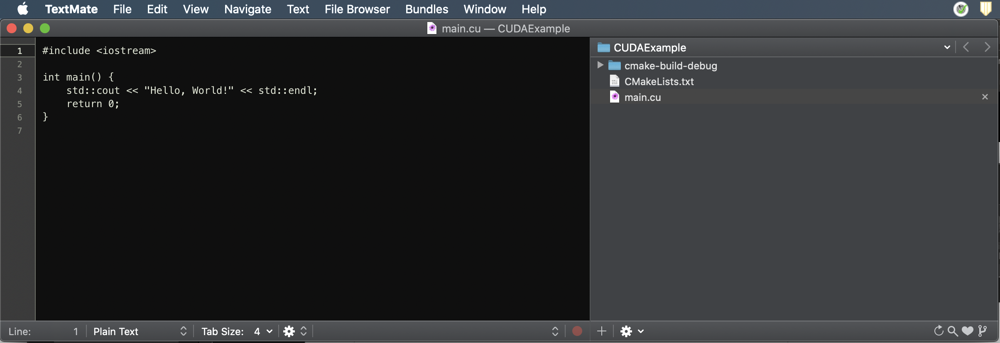 TextMate File Edit View Navigate Text File Browser Bundles Window Help
main.cu — CUDAExample
1 #include <iostream>
2
3 int main() {
4     std::cout << "Hello, World!" << std::endl;
5     return 0;
6 }
7
CUDAExample
cmake-build-debug
CMakeLists.txt
main.cu
Line: 1 Plain Text Tab Size: 4